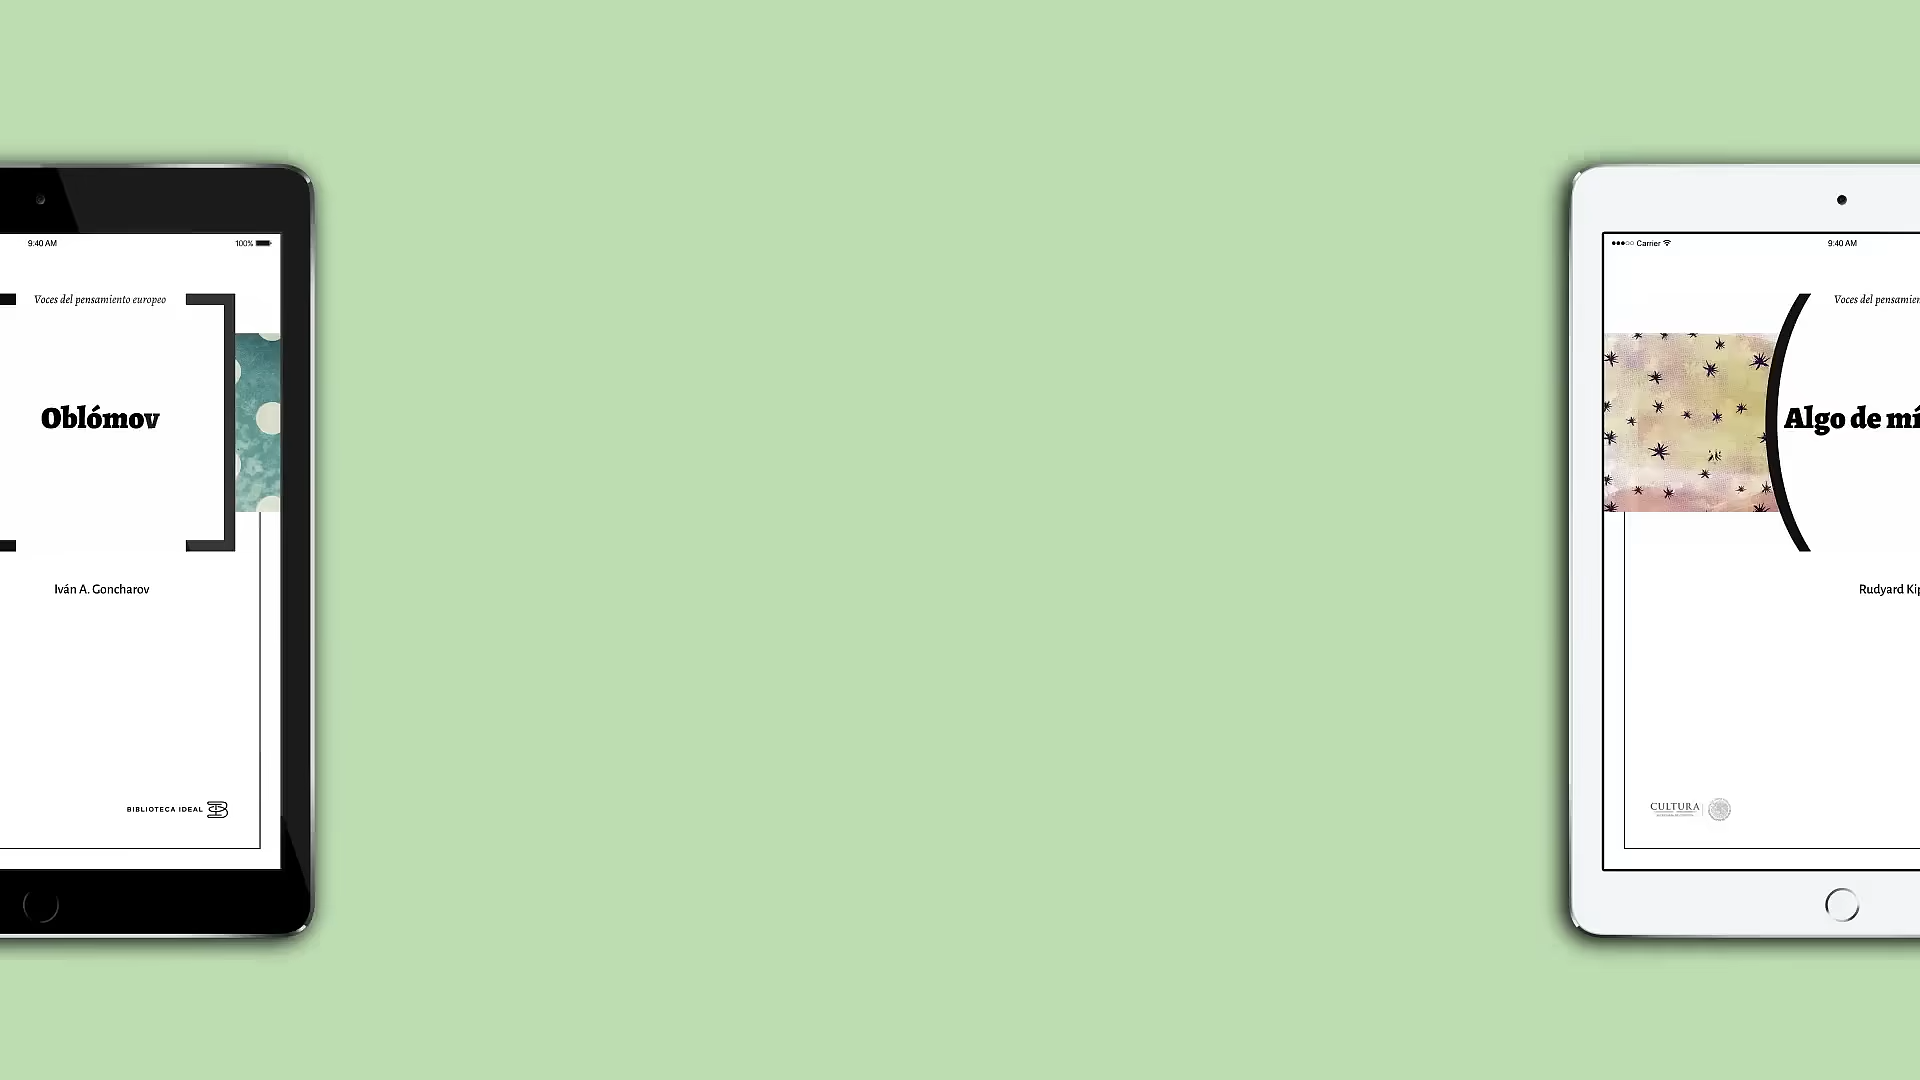 9:40 AM 100%
Voces del pensamiento europeo
Oblómov
Iván A. Goncharov
BIBLIOTECA IDEAL
Carrier 9:40 AM
Voces del pensamien
Algo de mí
Rudyard Kip
CULTURA